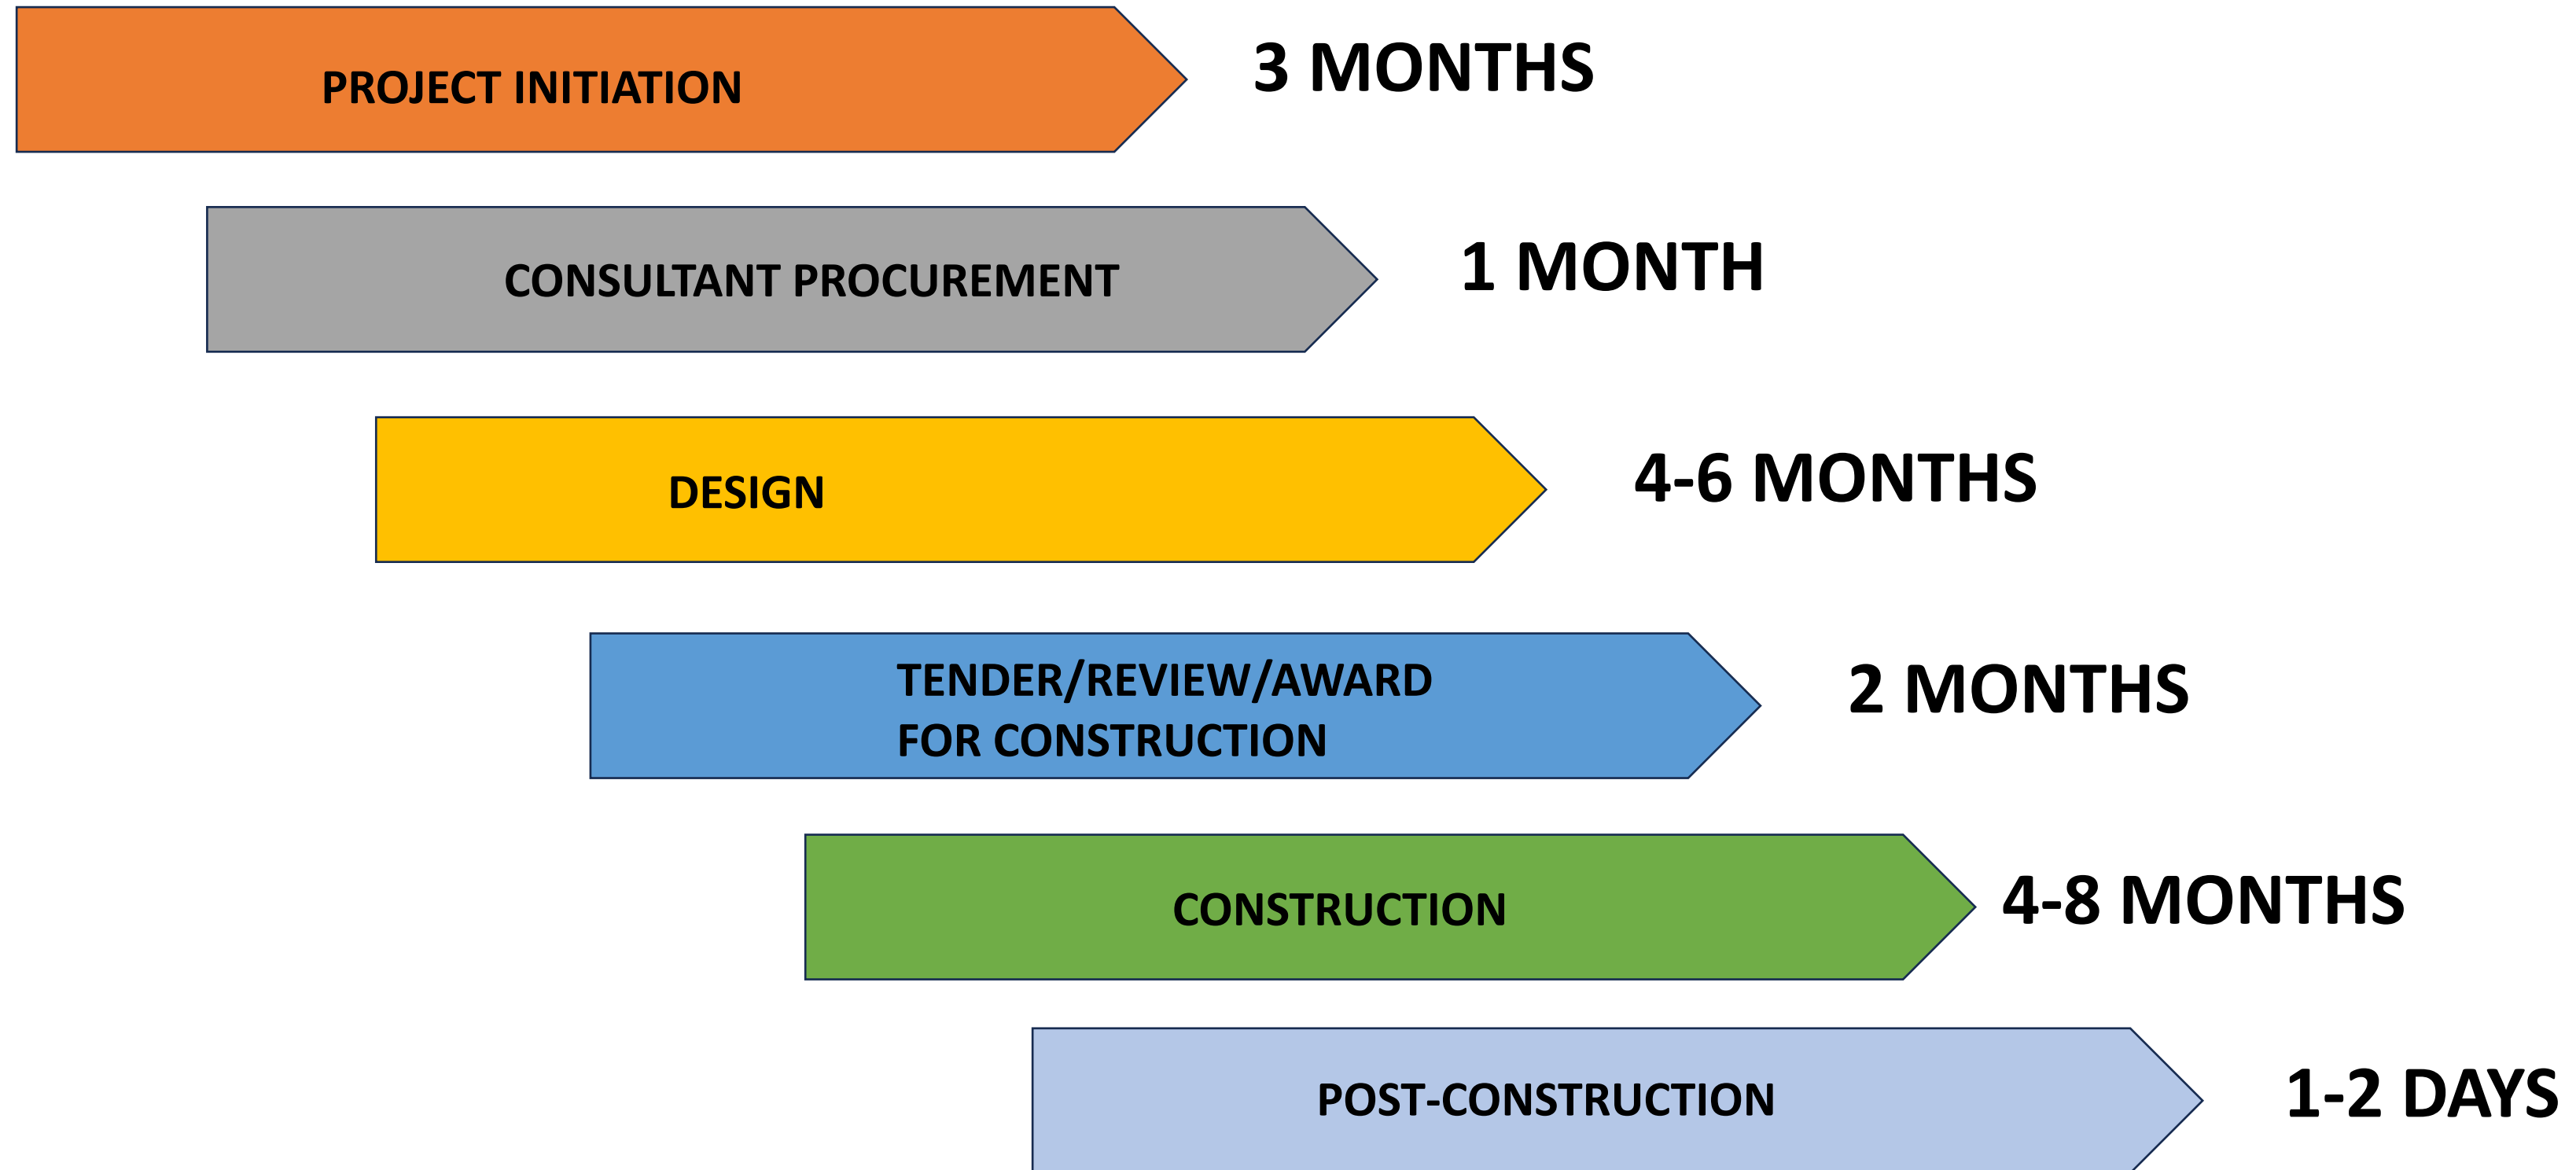 PROJECT INITIATION
3 MONTHS
CONSULTANT PROCUREMENT
1 MONTH
DESIGN
4-6 MONTHS
TENDER/REVIEW/AWARD
FOR CONSTRUCTION
2 MONTHS
CONSTRUCTION
4-8 MONTHS
POST-CONSTRUCTION
1-2 DAYS